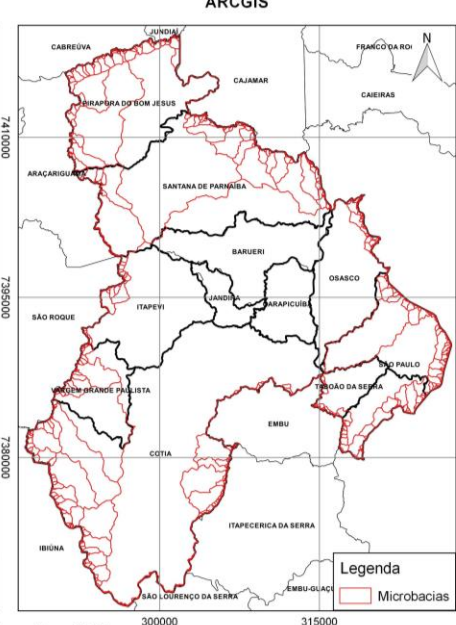 ARCGIS
JUNDIAÍ
CABREÚVA
FRANCO DA RO
N
CAJAMAR
CAIEIRAS
PIRAPORA DO BOM JESUS
7410000
ARAÇARIGUAMA
SANTANA DE PARNAÍBA
BARUERI
OSASCO
7395000
ITAPEVI
JANDIRA
CARAPICUÍBA
SÃO ROQUE
SÃO PAULO
VARGEM GRANDE PAULISTA
TABOÃO DA SERRA
EMBU
COTIA
7380000
ITAPECERICA DA SERRA
IBIÚNA
Legenda
Microbacias
EMBU-GUAÇU
SÃO LOURENÇO DA SERRA
300000
315000